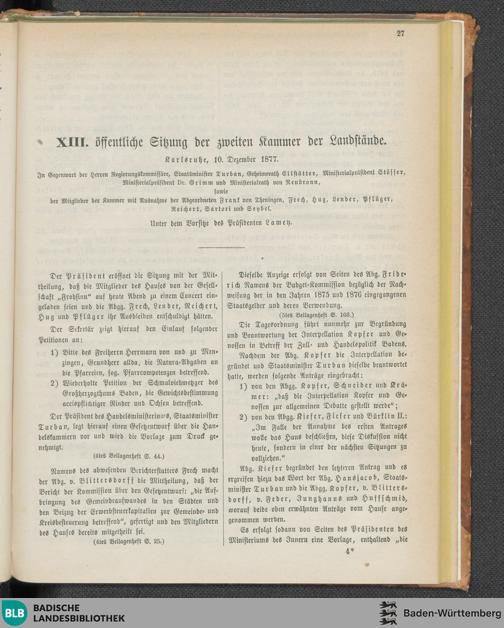 27
XIII. öffentliche Sitzung der zweiten Kammer der Landstände.
Karlsruhe, 10. Dezember 1877.
In Gegenwart der Herren Regierungskommissäre, Staatsminister Turban, Geheimerath Ellstätter, Ministerialpräsident Stösser,
Ministerialpräsident Dr. Grimm und Ministerialrath von Neubronn,
sowie
der Mitglieder der Kammer mit Ausnahme der Abgeordneten Frank von Theningen, Frech, Hug, Lender, Pflüger,
Reichert, Sartori und Seybel.
Unter dem Vorsitze des Präsidenten Lamey.
Der Präsident eröffnet die Sitzung mit der Mit-
theilung, daß die Mitglieder des Hauses von der Gesell-
schaft „Frohsinn" auf heute Abend zu einem Concert ein-
geladen seien und die Abgg. Frech, Lender, Reichert,
Hug und Pflüger ihr Ausbleiben entschuldigt hätten.
Der Sekretär zeigt hierauf den Einlauf folgender
Petitionen an:
1) Bitte des Freiherrn Herrmann von und zu Men-
zingen, Grundherr allda, die Natura-Abgaben an
die Pfarreien, sog. Pfarrcompetenzen betreffend.
2) Wiederholte Petition der Schmalviehmetzger des
Großherzogthums Baden, die Gewichtsbestimmung
accispflichtiger Rinder und Ochsen betreffend.
Der Präsident des Handelsministeriums, Staatsminister
Turban, legt hierauf einen Gesetzentwurf über die Han-
delskammern vor und wird die Vorlage zum Druck ge-
nehmigt.
(4tes Beilagenheft S. 44.)
Namens des abwesenden Berichterstatters Frech macht
der Abg. v. Blittersdorff die Mittheilung, daß der
Bericht der Kommission über den Gesetzentwurf: „die Auf-
bringung des Gemeindeaufwandes in den Städten und
den Beizug der Erwerbsteuerkapitalien zur Gemeinde- und
Kreisbesteuerung betreffend", gefertigt und den Mitgliedern
des Hauses bereits mitgetheilt sei.
(4tes Beilagenheft S. 25.)
Dieselbe Anzeige erfolgt von Seiten des Abg. Friede-
rich Namens der Budget-Kommission bezüglich der Nach-
weisung der in den Jahren 1875 und 1876 eingegangenen
Staatsgelder und deren Verwendung.
(5tes Beilagenheft S. 103.)
Die Tagesordnung führt nunmehr zur Begründung
und Beantwortung der Interpellation Kopfer und Ge-
nossen in Betreff der Zoll- und Handelspolitik Badens.
Nachdem der Abg. Kopfer die Interpellation be-
gründet und Staatsminister Turban dieselbe beantwortet
hatte, werden folgende Anträge eingebracht:
1) von den Abgg. Kopfer, Schneider und Krä-
mer: „daß die Interpellation Kopfer und Ge-
nossen zur allgemeinen Debatte gestellt werde";
2) von den Abgg. Kiefer, Fieser und Bürklin II.:
„Im Falle der Annahme des ersten Antrages
wolle das Haus beschließen, diese Diskussion nicht
heute, sondern in einer der nächsten Sitzungen zu
vollziehen."
Abg. Kiefer begründet den letzteren Antrag und es
ergreifen hiezu das Wort der Abg. Hansjacob, Staats-
minister Turban und die Abgg. Kopfer, v. Blitters-
dorff, v. Feder, Junghanns und Huffschmid,
worauf beide oben erwähnten Anträge vom Hause ange-
genommen werden.
Es erfolgt sodann von Seiten des Präsidenten des
Ministeriums des Innern eine Vorlage, enthaltend „die
4*
BLB BADISCHE
LANDESBIBLIOTHEK
Baden-Württemberg